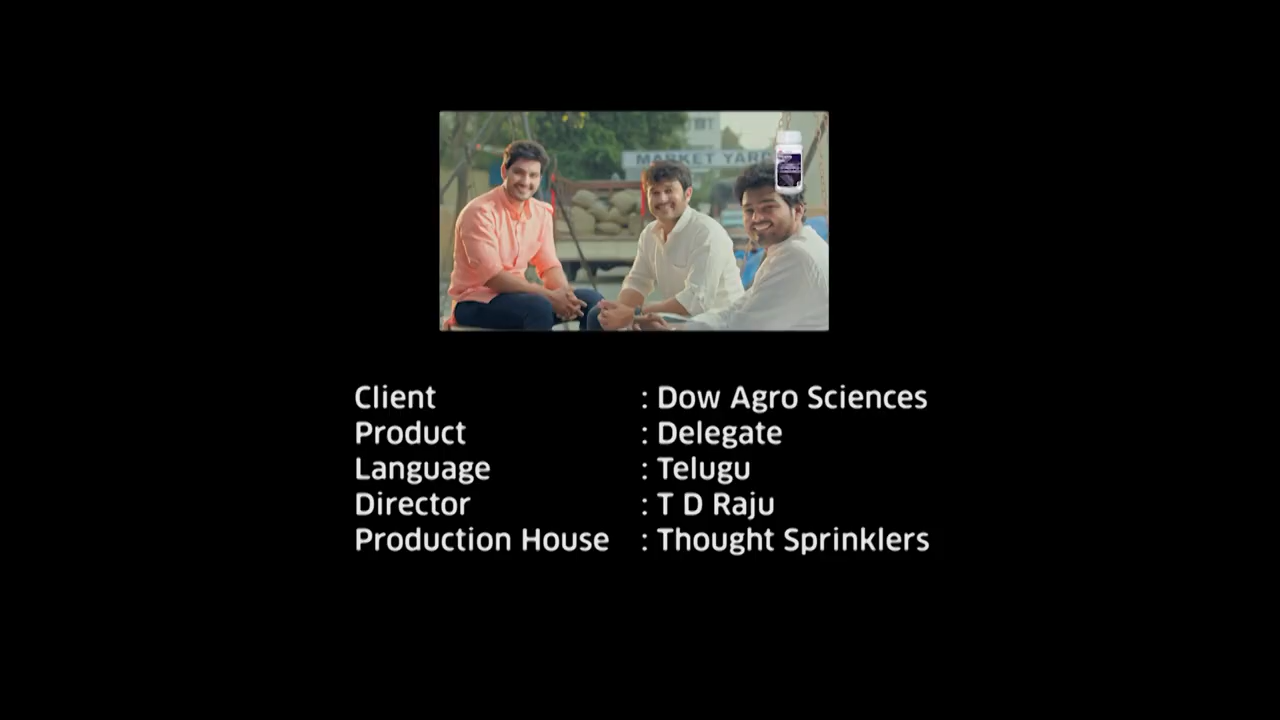 MARKET YARD
Client : Dow Agro Sciences
Product : Delegate
Language : Telugu
Director : T D Raju
Production House : Thought Sprinklers